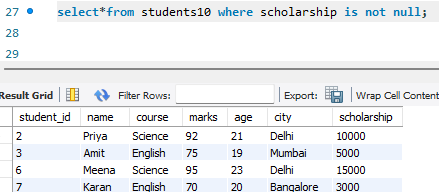 27 select*from students10 where scholarship is not null;
28
29
Result Grid Filter Rows: Export: Wrap Cell Content
student_id name course marks age city scholarship
2 Priya Science 92 21 Delhi 10000
3 Amit English 75 19 Mumbai 5000
6 Meena Science 95 23 Delhi 15000
7 Karan English 70 20 Bangalore 3000